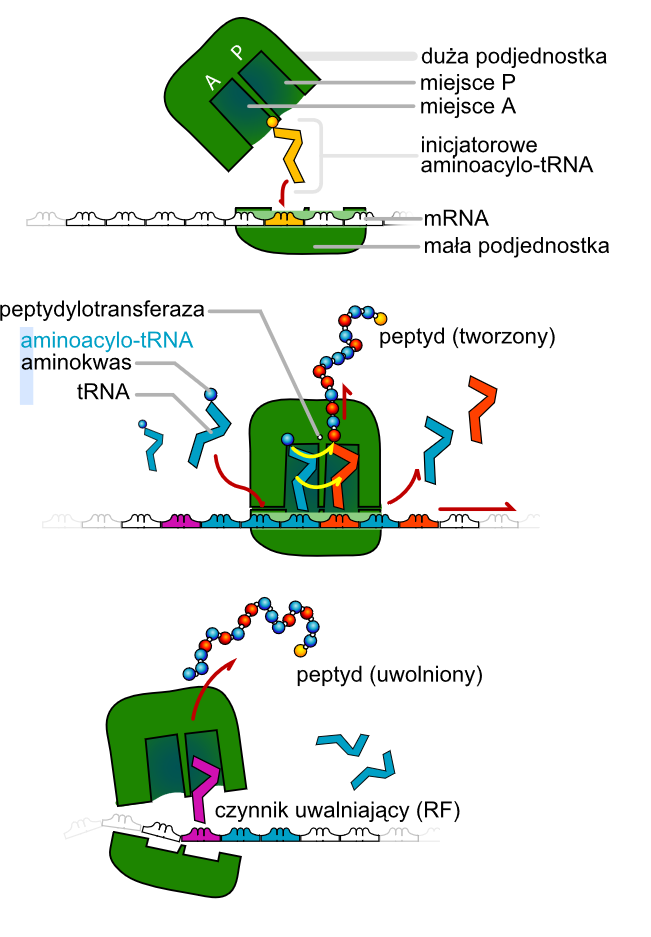 A
P
duża podjednostka
miejsce P
miejsce A
inicjatorowe
aminoacylo-tRNA
mRNA
mała podjednostka
peptydylotransferaza
aminoacylo-tRNA
aminokwas
tRNA
peptyd (tworzony)
peptyd (uwolniony)
czynnik uwalniający (RF)